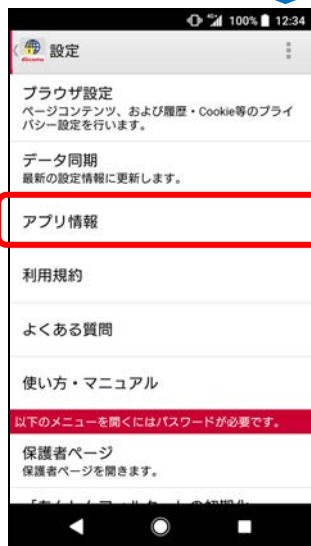 100% 12:34
設定
ブラウザ設定
ページコンテンツ、および履歴・Cookie等のプライ
バシー設定を行います。
データ同期
最新の設定情報に更新します。
アプリ情報
利用規約
よくある質問
使い方・マニュアル
以下のメニューを開くにはパスワードが必要です。
保護者ページ
保護者ページを開きます。